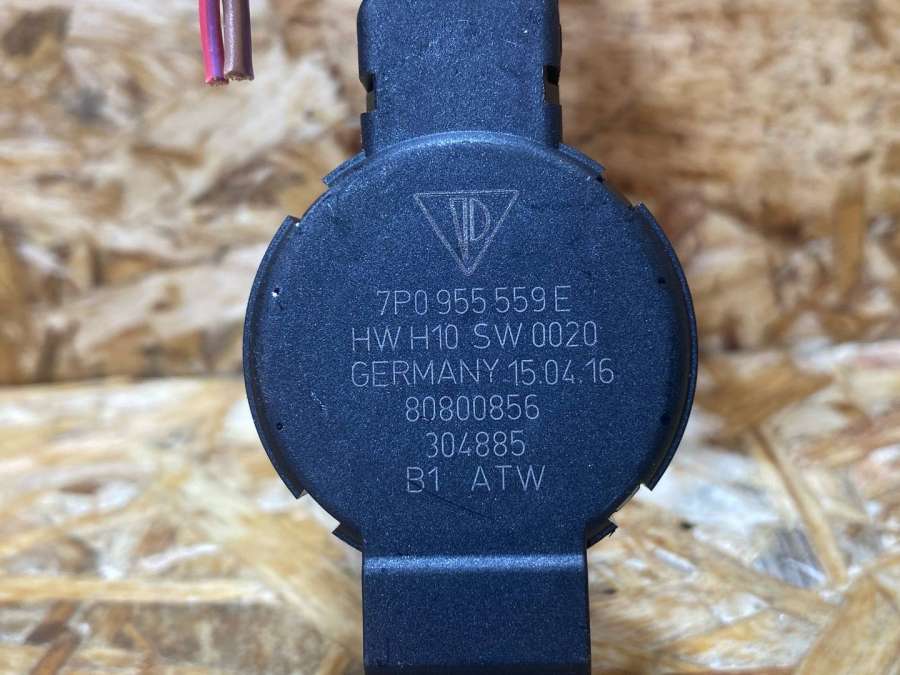 7P0 955 559 E
HW H10 SW 0020
GERMANY 15.04.16
80800856
304885
B1 ATW